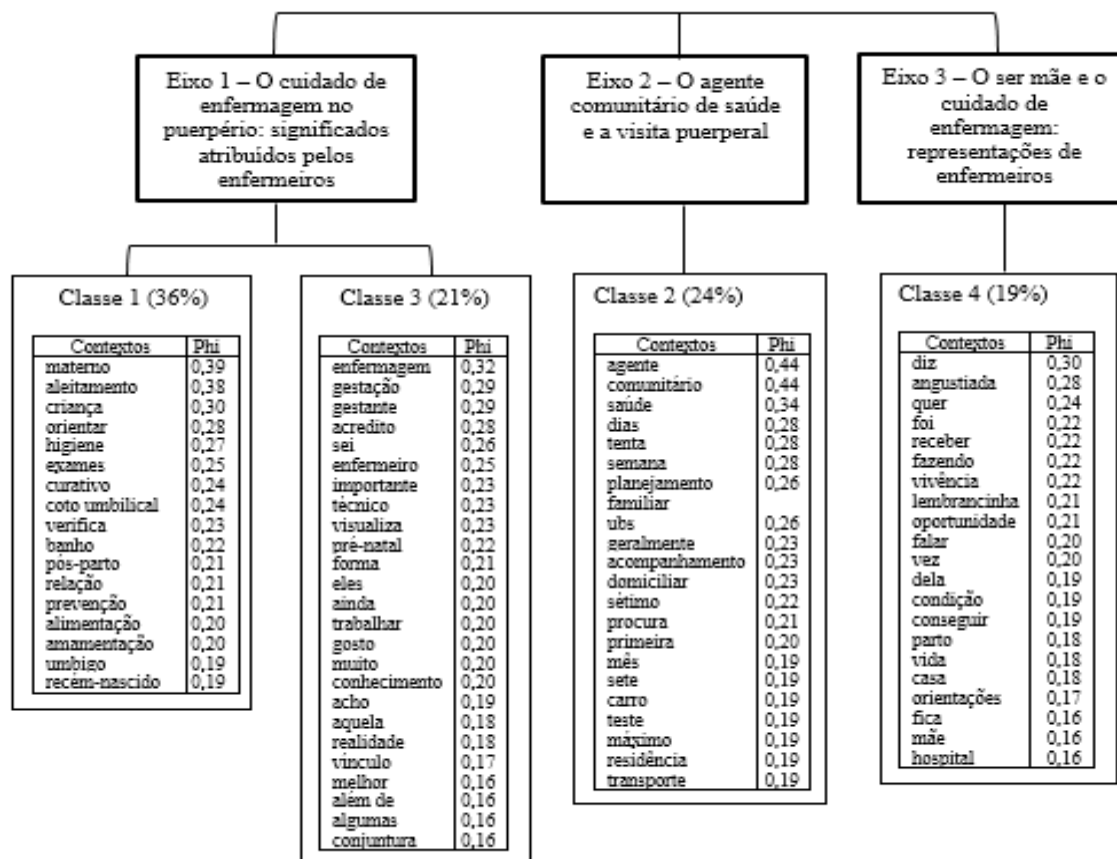 Eixo 1 – O cuidado de
enfermagem no
puerpério: significados
atribuídos pelos
enfermeiros
Eixo 2 – O agente
comunitário de saúde
e a visita puerperal
Eixo 3 – O ser mãe e o
cuidado de
enfermagem:
representações de
enfermeiros
Classe 1 (36%)
Contextos Phi
materno 0,39
aleitamento 0,38
criança 0,30
orientar 0,28
higiene 0,27
exames 0,25
curativo 0,24
coto umbilical 0,24
verifica 0,23
banho 0,22
pós-parto 0,21
relação 0,21
prevenção 0,21
alimentação 0,20
amamentação 0,20
umbigo 0,19
recém-nascido 0,19
Classe 3 (21%)
Contextos Phi
enfermagem 0,32
gestação 0,29
gestante 0,29
acredito 0,28
sei 0,26
enfermeiro 0,25
importante 0,23
técnico 0,23
visualiza 0,23
pré-natal 0,22
forma 0,21
eles 0,20
ainda 0,20
trabalhar 0,20
gosto 0,20
muito 0,20
conhecimento 0,20
acho 0,19
aquela 0,18
realidade 0,18
vínculo 0,17
melhor 0,16
além de 0,16
algumas 0,16
conjuntura 0,16
Classe 2 (24%)
Contextos Phi
agente 0,44
comunitário 0,44
saúde 0,34
dias 0,28
tenta 0,28
semana 0,28
planejamento 0,26
familiar
ubs 0,26
geralmente 0,23
acompanhamento 0,23
domiciliar 0,23
sétimo 0,22
procura 0,21
primeira 0,20
mês 0,19
sete 0,19
carro 0,19
teste 0,19
máximo 0,19
residência 0,19
transporte 0,19
Classe 4 (19%)
Contextos Phi
diz 0,30
angustiada 0,28
quer 0,24
foi 0,22
receber 0,22
fazendo 0,22
vivência 0,22
lembrancinha 0,21
oportunidade 0,21
falar 0,20
vez 0,20
dela 0,19
condição 0,19
conseguir 0,19
parto 0,18
vida 0,18
casa 0,18
orientações 0,17
fica 0,16
mãe 0,16
hospital 0,16